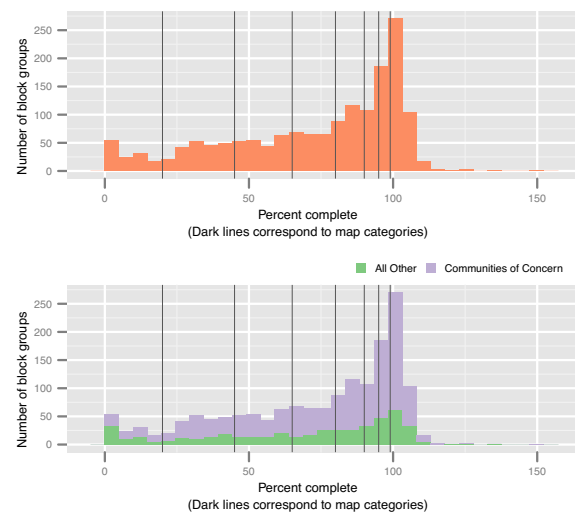 Number of block groups
250
200
150
100
50
0
0 50 100 150
Percent complete
(Dark lines correspond to map categories)
All Other Communities of Concern
Number of block groups
250
200
150
100
50
0
0 50 100 150
Percent complete
(Dark lines correspond to map categories)